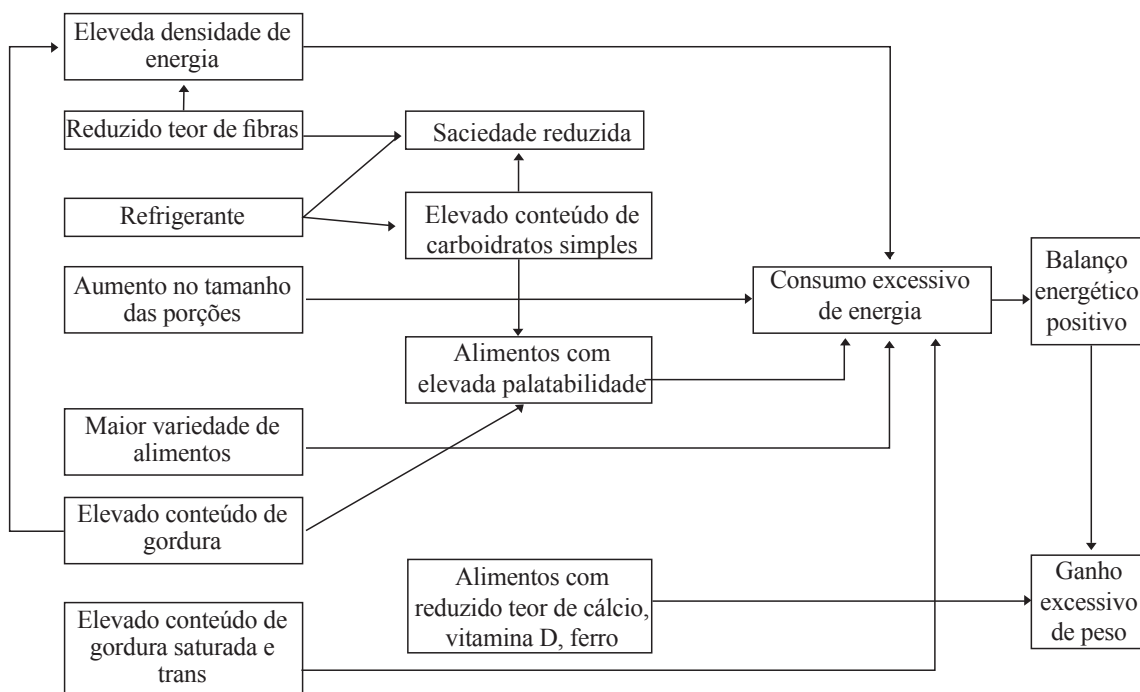 Eleveda densidade de
energia
Reduzido teor de fibras
Saciedade reduzida
Refrigerante
Elevado conteúdo de
carboidratos simples
Aumento no tamanho
das porções
Consumo excessivo
de energia
Balanço
energético
positivo
Alimentos com
elevada palatabilidade
Maior variedade de
alimentos
Elevado conteúdo de
gordura
Alimentos com
reduzido teor de cálcio,
vitamina D, ferro
Ganho
excessivo
de peso
Elevado conteúdo de
gordura saturada e
trans